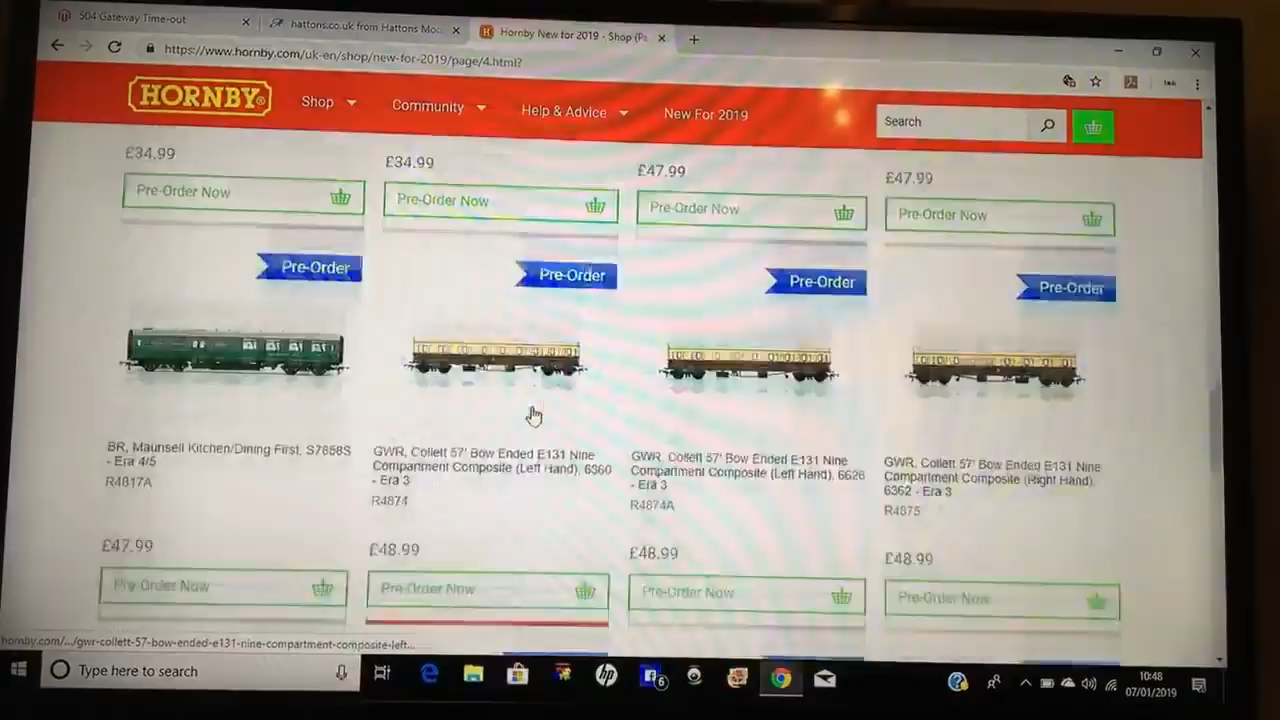 504 Gateway Time-out
hattons.co.uk from Hattons Moc
Hornby New for 2019 - Shop (Pa
https://www.hornby.com/uk-en/shop/new-for-2019/page/4.html?
HORNBY®
Shop
Community
Help & Advice
New For 2019
Search
£34.99
£34.99
£47.99
£47.99
Pre-Order Now
Pre-Order Now
Pre-Order Now
Pre-Order Now
Pre-Order
Pre-Order
Pre-Order
Pre-Order
BR, Maunsell Kitchen/Dining First, S7858S
- Era 4/5
R4817A
GWR, Collett 57' Bow Ended E131 Nine
Compartment Composite (Left Hand), 6360
- Era 3
R4874
GWR, Collett 57' Bow Ended E131 Nine
Compartment Composite (Left Hand), 6626
- Era 3
R4874A
GWR, Collett 57' Bow Ended E131 Nine
Compartment Composite (Right Hand),
6362 - Era 3
R4875
£47.99
£48.99
£48.99
£48.99
Pre-Order Now
Pre-Order Now
Pre-Order Now
Pre-Order Now
hornby.com/.../gwr-collett-57-bow-ended-e131-nine-compartment-composite-left...
Type here to search
hp
6
10:48
07/01/2019